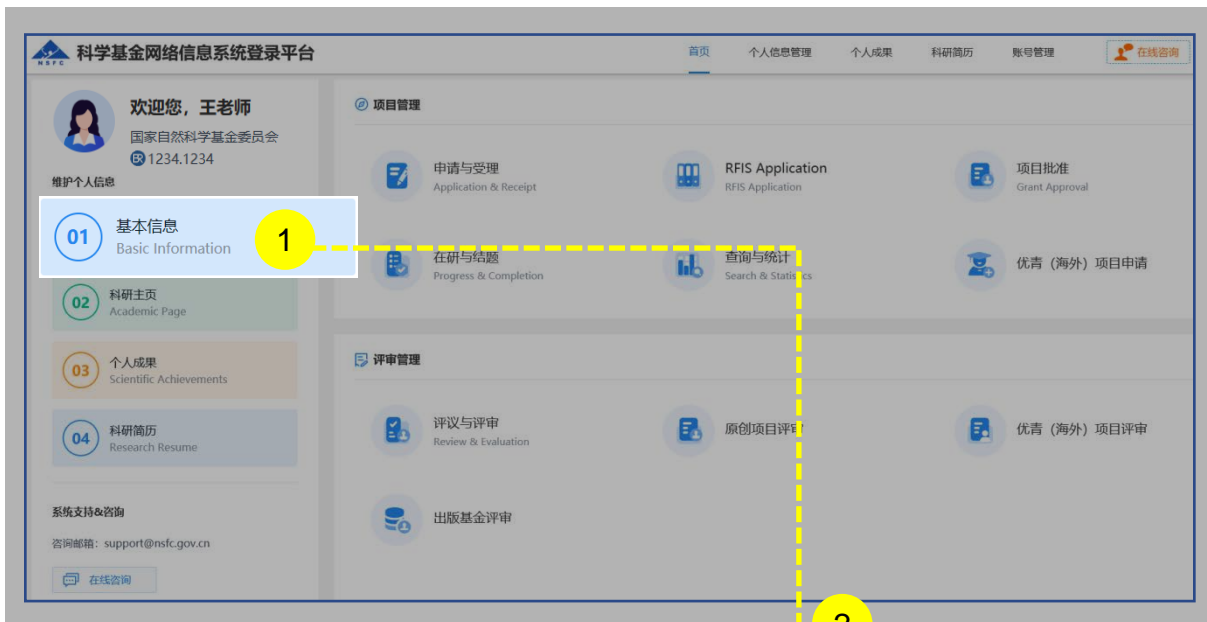 NSFC
科学基金网络信息系统登录平台
首页 个人信息管理 个人成果 科研简历 账号管理 在线咨询
欢迎您，王老师
国家自然科学基金委员会
ER 1234.1234
维护个人信息
01 基本信息
Basic Information
1
02 科研主页
Academic Page
03 个人成果
Scientific Achievements
04 科研简历
Research Resume
系统支持&咨询
咨询邮箱：support@nsfc.gov.cn
在线咨询
项目管理
申请与受理
Application & Receipt
RFIS Application
RFIS Application
项目批准
Grant Approval
在研与结题
Progress & Completion
查询与统计
Search & Statistics
优青（海外）项目申请
评审管理
评议与评审
Review & Evaluation
原创项目评审
优青（海外）项目评审
出版基金评审